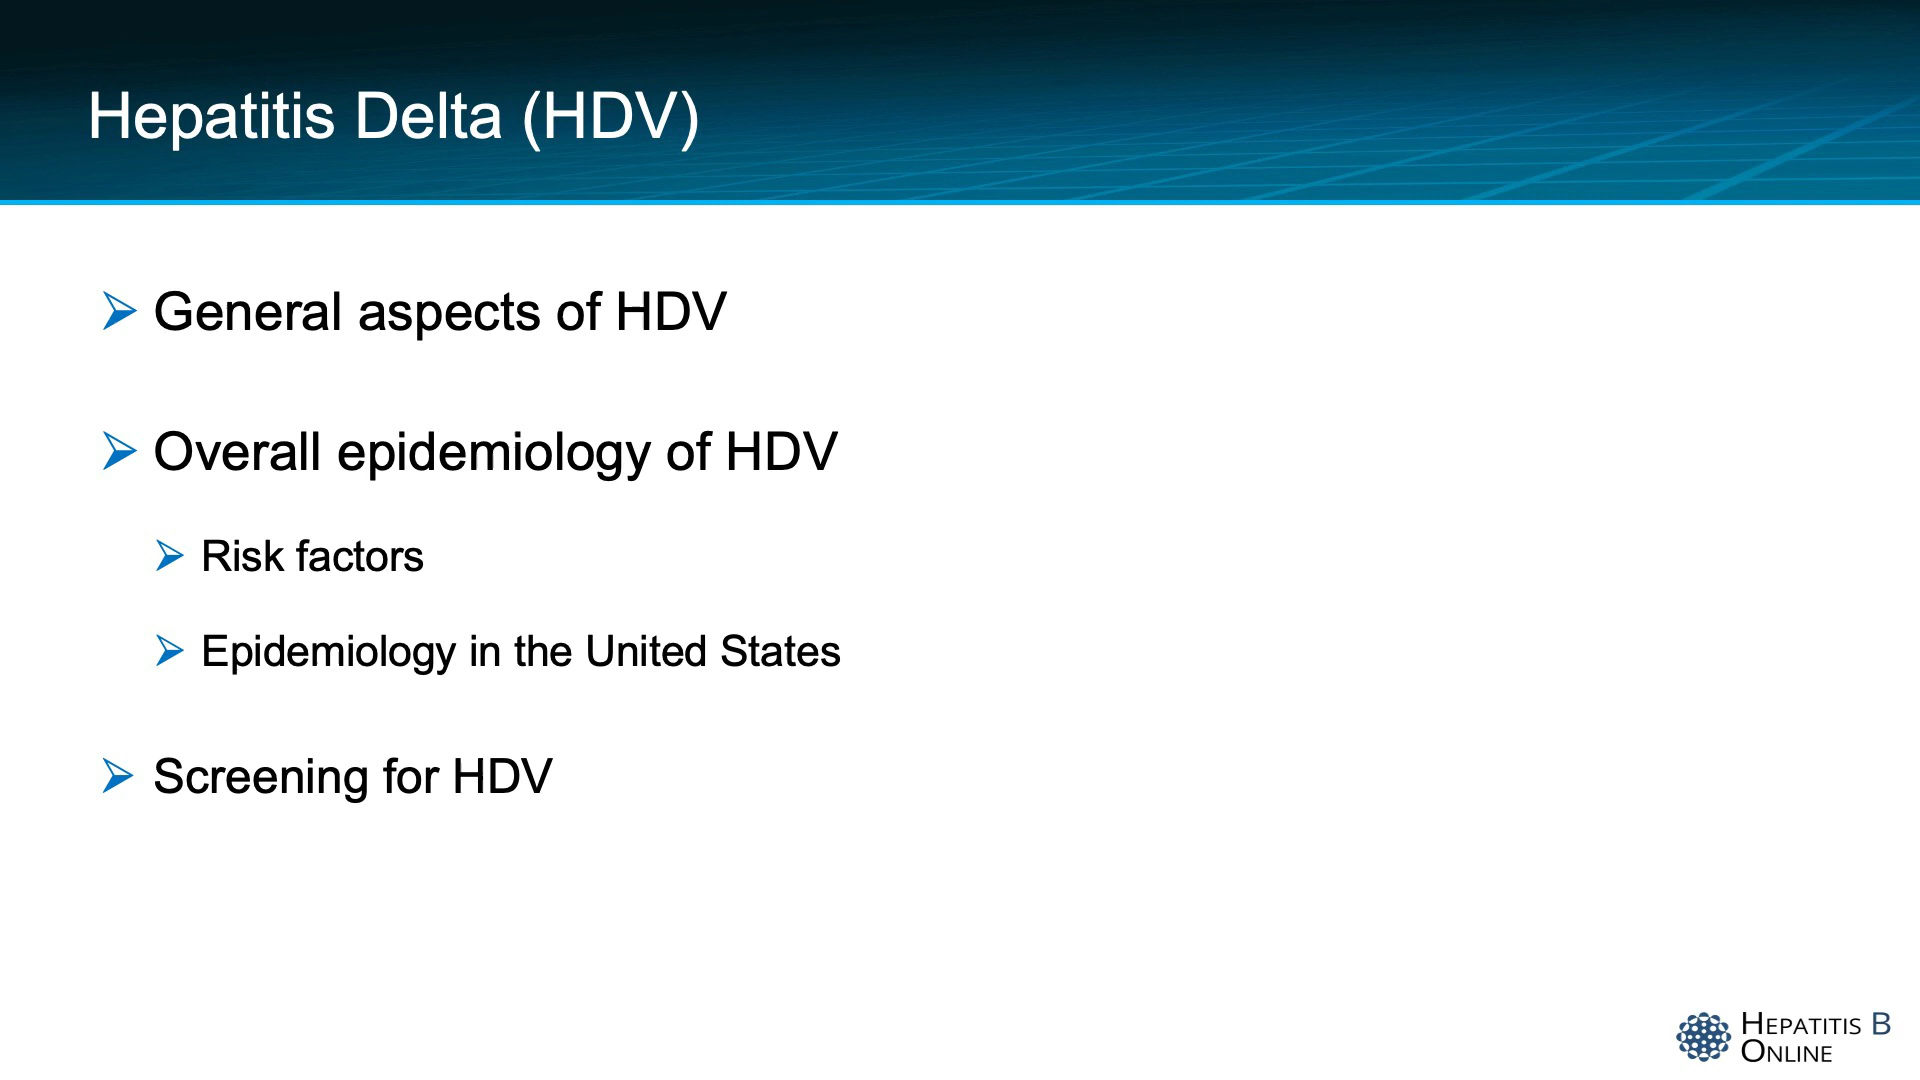 Hepatitis Delta (HDV)
General aspects of HDV
Overall epidemiology of HDV
Risk factors
Epidemiology in the United States
Screening for HDV
HEPATITIS B
ONLINE